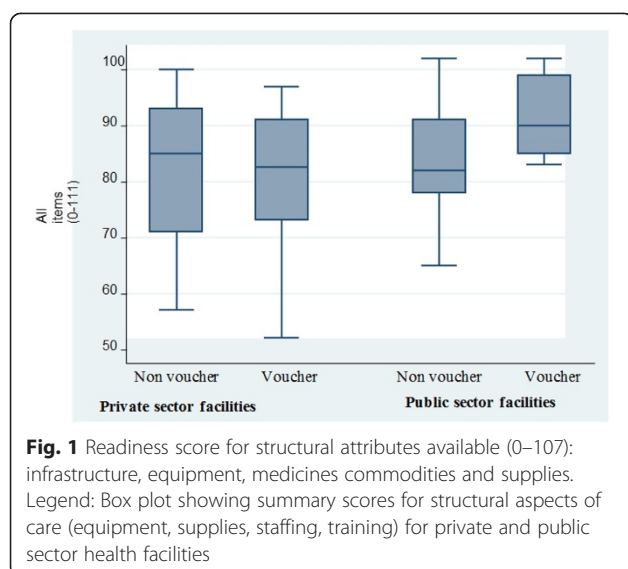 100
90
80
70
60
50
All
items
(0-111)
Non voucher Voucher Non voucher Voucher
Private sector facilities Public sector facilities
Fig. 1 Readiness score for structural attributes available (0–107):
infrastructure, equipment, medicines commodities and supplies.
Legend: Box plot showing summary scores for structural aspects of
care (equipment, supplies, staffing, training) for private and public
sector health facilities